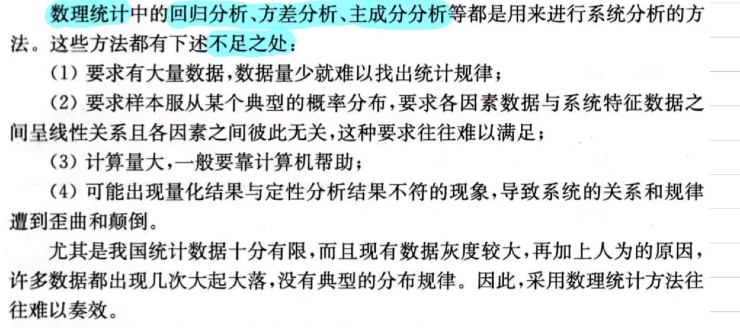 数理统计中的回归分析、方差分析、主成分分析等都是用来进行系统分析的方
法。这些方法都有下述不足之处:
(1) 要求有大量数据,数据量少就难以找出统计规律;
(2) 要求样本服从某个典型的概率分布,要求各因素数据与系统特征数据之
间呈线性关系且各因素之间彼此无关,这种要求往往难以满足;
(3) 计算量大,一般要靠计算机帮助;
(4) 可能出现量化结果与定性分析结果不符的现象,导致系统的关系和规律
遭到歪曲和颠倒。
尤其是我国统计数据十分有限,而且现有数据灰度较大,再加上人为的原因,
许多数据都出现几次大起大落,没有典型的分布规律。因此,采用数理统计方法往
往难以奏效。